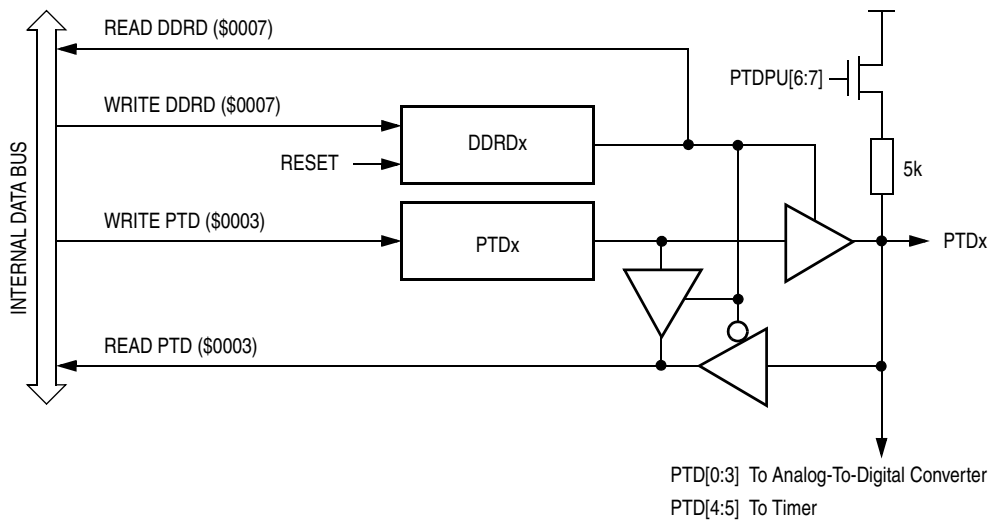 READ DDRD ($0007)
PTDPU[6:7]
WRITE DDRD ($0007)
DDRDx
RESET
5k
INTERNAL DATA BUS
WRITE PTD ($0003)
PTDx
PTDx
READ PTD ($0003)
PTD[0:3] To Analog-To-Digital Converter
PTD[4:5] To Timer